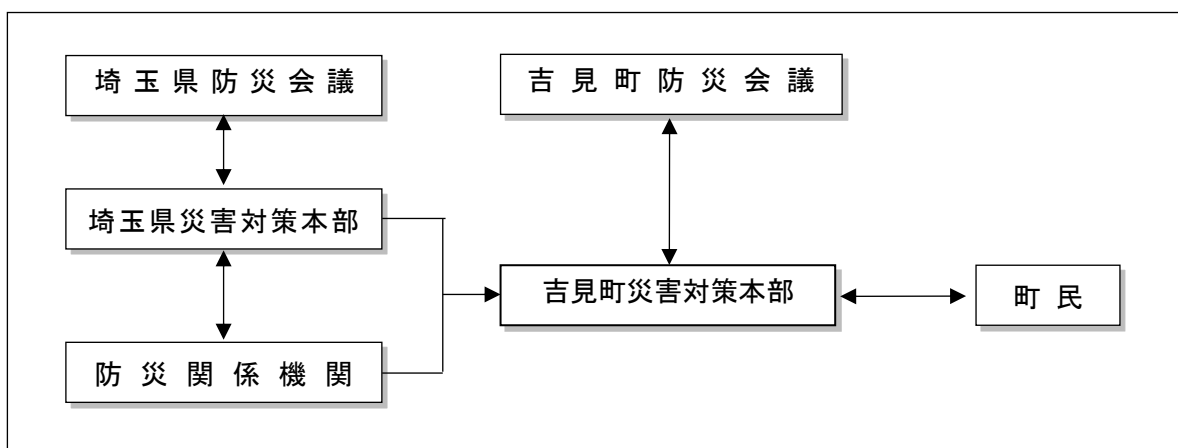 埼玉県防災会議
吉見町防災会議
埼玉県災害対策本部
吉見町災害対策本部
町民
防災関係機関